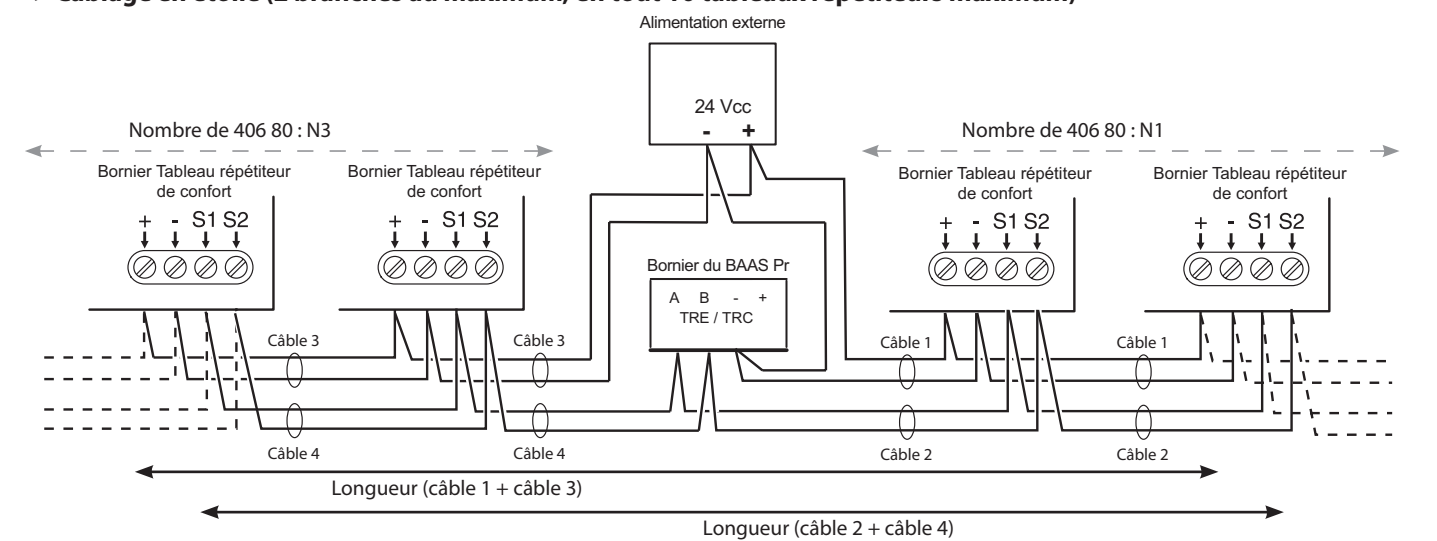 Câblage en étoile (2 branches au maximum, en tout 10 tableaux répétiteurs maximum)
Alimentation externe
24 Vcc
- +
Nombre de 406 80 : N3
Nombre de 406 80 : N1
Bornier Tableau répétiteur
de confort
+ - S1 S2
Bornier Tableau répétiteur
de confort
+ - S1 S2
Bornier du BAAS Pr
A B - +
TRE / TRC
Bornier Tableau répétiteur
de confort
+ - S1 S2
Bornier Tableau répétiteur
de confort
+ - S1 S2
Câble 3
Câble 3
Câble 1
Câble 1
Câble 4
Câble 4
Câble 2
Câble 2
Longueur (câble 1 + câble 3)
Longueur (câble 2 + câble 4)